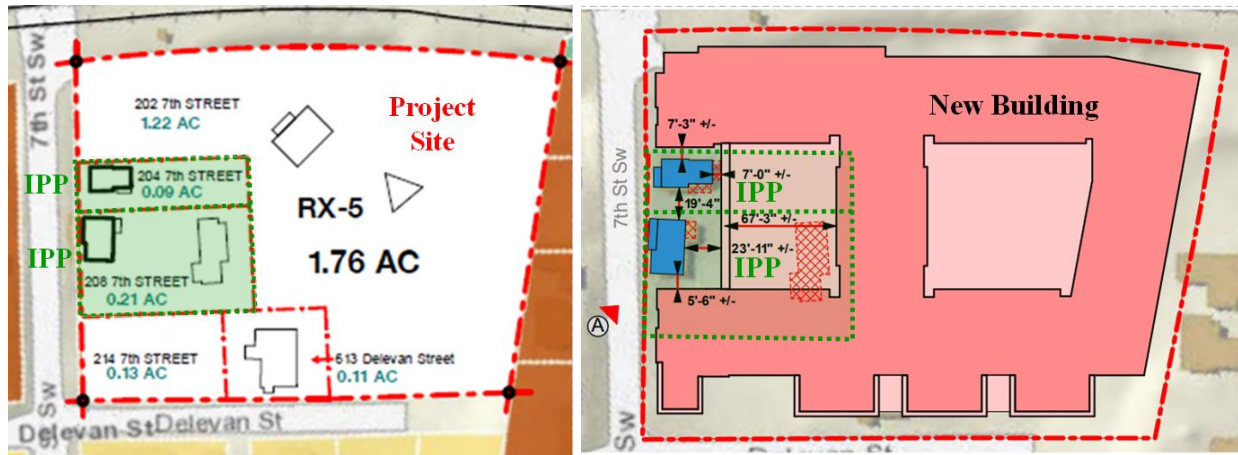 7th St Sw
202 7th STREET
1.22 AC
Project
Site
IPP
204 7th STREET
0.09 AC
RX-5
1.76 AC
IPP
208 7th STREET
0.21 AC
214 7th STREET
0.13 AC
613 Delevan Street
0.11 AC
Sw
Delevan St
Delevan St
New Building
7th St Sw
7'-3" +/-
7'-0" +/-
IPP
19'-4"
67'-3" +/-
23'-11" +/-
IPP
5'-6" +/-
A
Sw